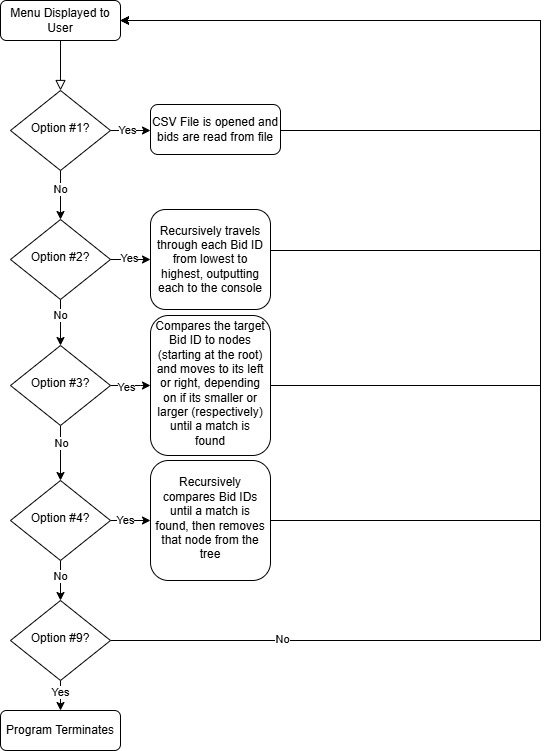 Menu Displayed to
User
Option #1?
Yes
CSV File is opened and
bids are read from file
No
Option #2?
Yes
Recursively travels
through each Bid ID
from lowest to
highest, outputting
each to the console
No
Option #3?
Yes
Compares the target
Bid ID to nodes
(starting at the root)
and moves to its left
or right, depending
on if its smaller or
larger (respectively)
until a match is
found
No
Option #4?
Yes
Recursively
compares Bid IDs
until a match is
found, then removes
that node from the
tree
No
Option #9?
No
Yes
Program Terminates